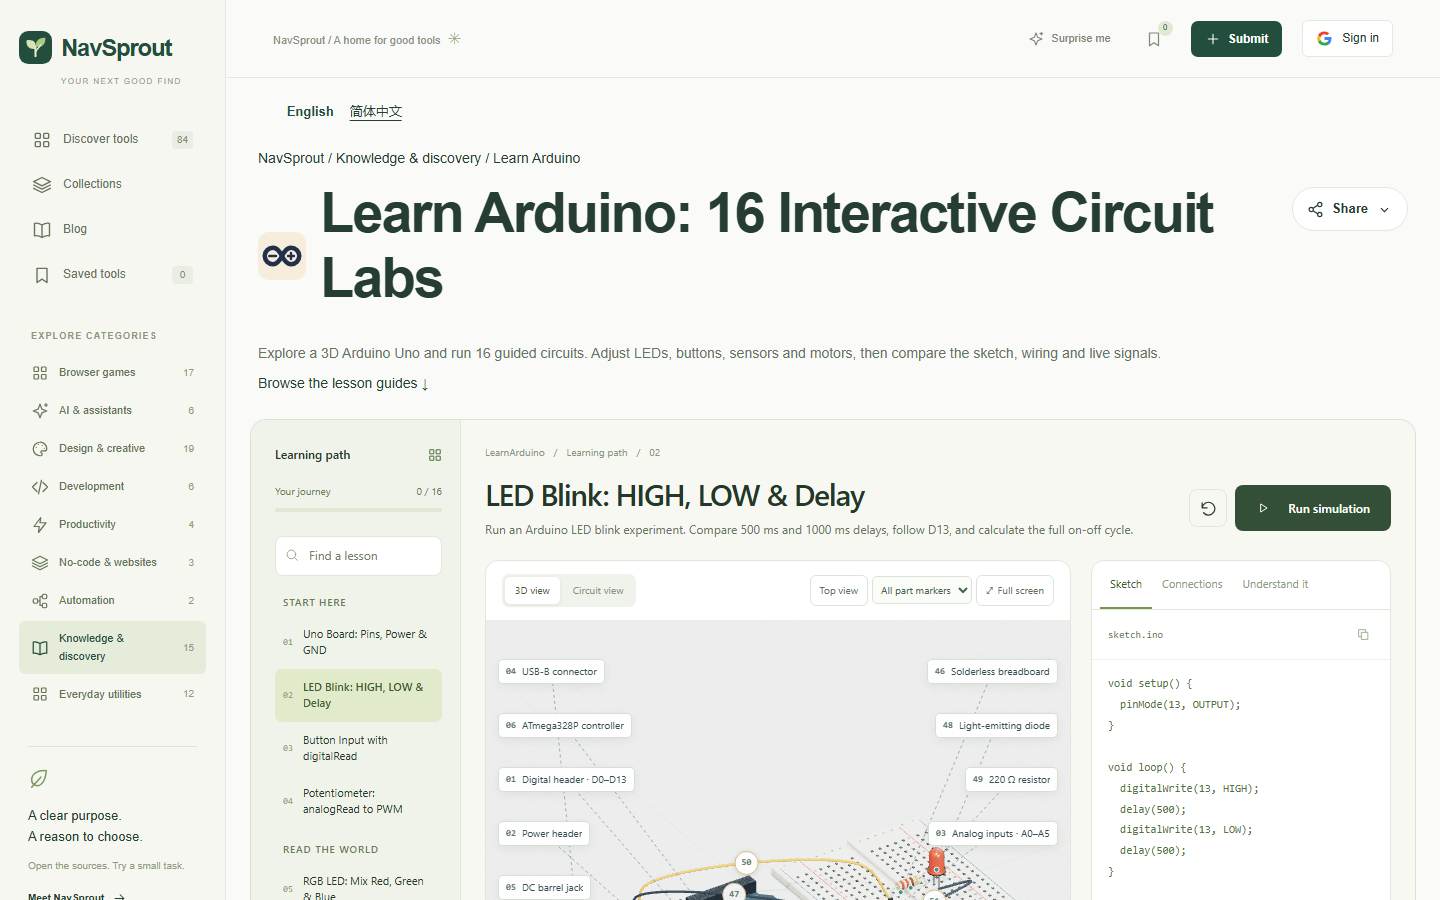 NavSprout
YOUR NEXT GOOD FIND
Discover tools 84
Collections
Blog
Saved tools 0
EXPLORE CATEGORIES
Browser games 17
AI & assistants 6
Design & creative 19
Development 6
Productivity 4
No-code & websites 3
Automation 2
Knowledge &
discovery 15
Everyday utilities 12
A clear purpose.
A reason to choose.
Open the sources. Try a small task.
Meet NavSprout →
NavSprout / A home for good tools
Surprise me
0
Submit
Sign in
English 简体中文
NavSprout / Knowledge & discovery / Learn Arduino
Learn Arduino: 16 Interactive Circuit
Labs
Share
Explore a 3D Arduino Uno and run 16 guided circuits. Adjust LEDs, buttons, sensors and motors, then compare the sketch, wiring and live signals.
Browse the lesson guides ↓
Learning path
Your journey 0 / 16
Find a lesson
START HERE
01 Uno Board: Pins, Power &
GND
02 LED Blink: HIGH, LOW &
Delay
03 Button Input with
digitalRead
04 Potentiometer:
analogRead to PWM
READ THE WORLD
05 RGB LED: Mix Red, Green
& Blue
LearnArduino / Learning path / 02
LED Blink: HIGH, LOW & Delay
Run an Arduino LED blink experiment. Compare 500 ms and 1000 ms delays, follow D13, and calculate the full on-off cycle.
Run simulation
3D view Circuit view
Top view All part markers Full screen
04 USB-B connector
06 ATmega328P controller
01 Digital header · D0–D13
02 Power header
05 DC barrel jack
46 Solderless breadboard
48 Light-emitting diode
49 220 Ω resistor
03 Analog inputs · A0–A5
50
47
Sketch Connections Understand it
sketch.ino
void setup() {
pinMode(13, OUTPUT);
}
void loop() {
digitalWrite(13, HIGH);
delay(500);
digitalWrite(13, LOW);
delay(500);
}